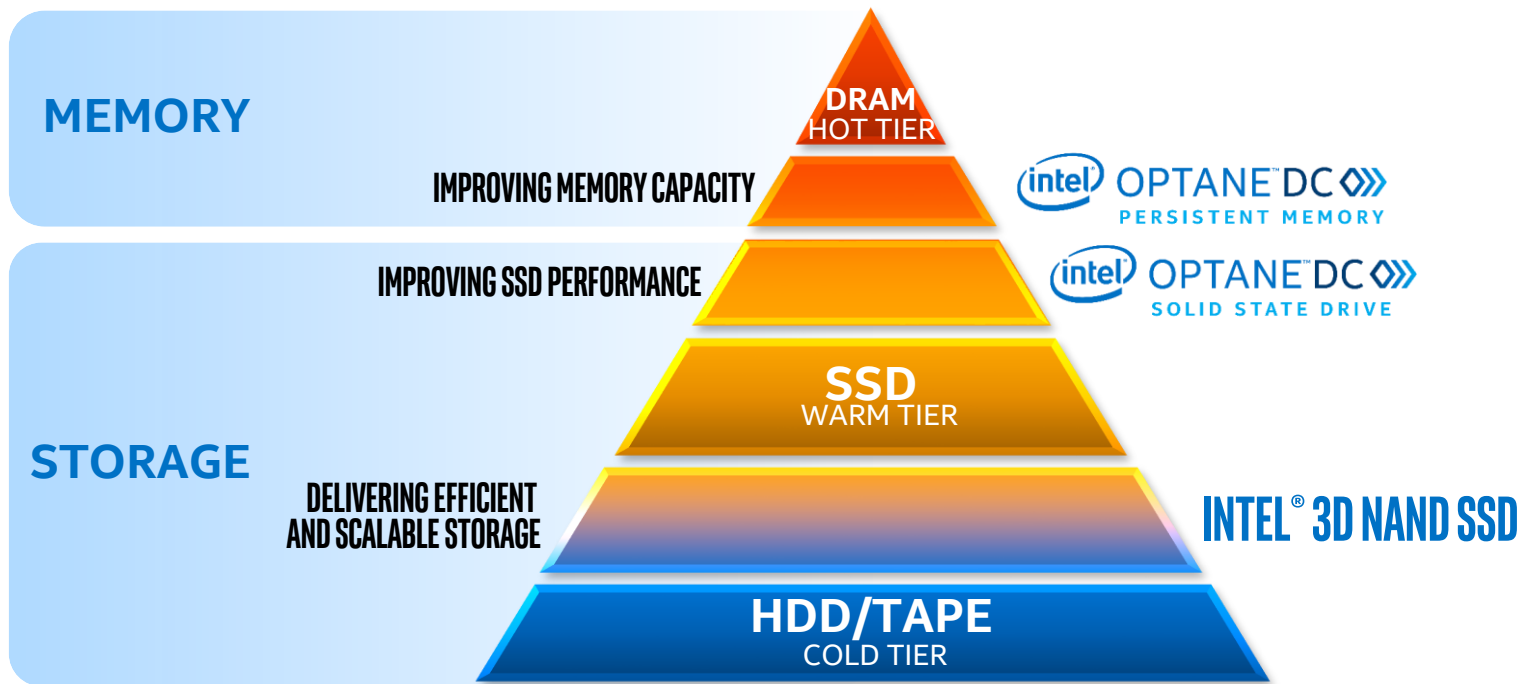 MEMORY
DRAM
HOT TIER
IMPROVING MEMORY CAPACITY
intel OPTANE™ DC
PERSISTENT MEMORY
IMPROVING SSD PERFORMANCE
intel OPTANE™ DC
SOLID STATE DRIVE
SSD
WARM TIER
STORAGE
DELIVERING EFFICIENT
AND SCALABLE STORAGE
INTEL® 3D NAND SSD
HDD/TAPE
COLD TIER